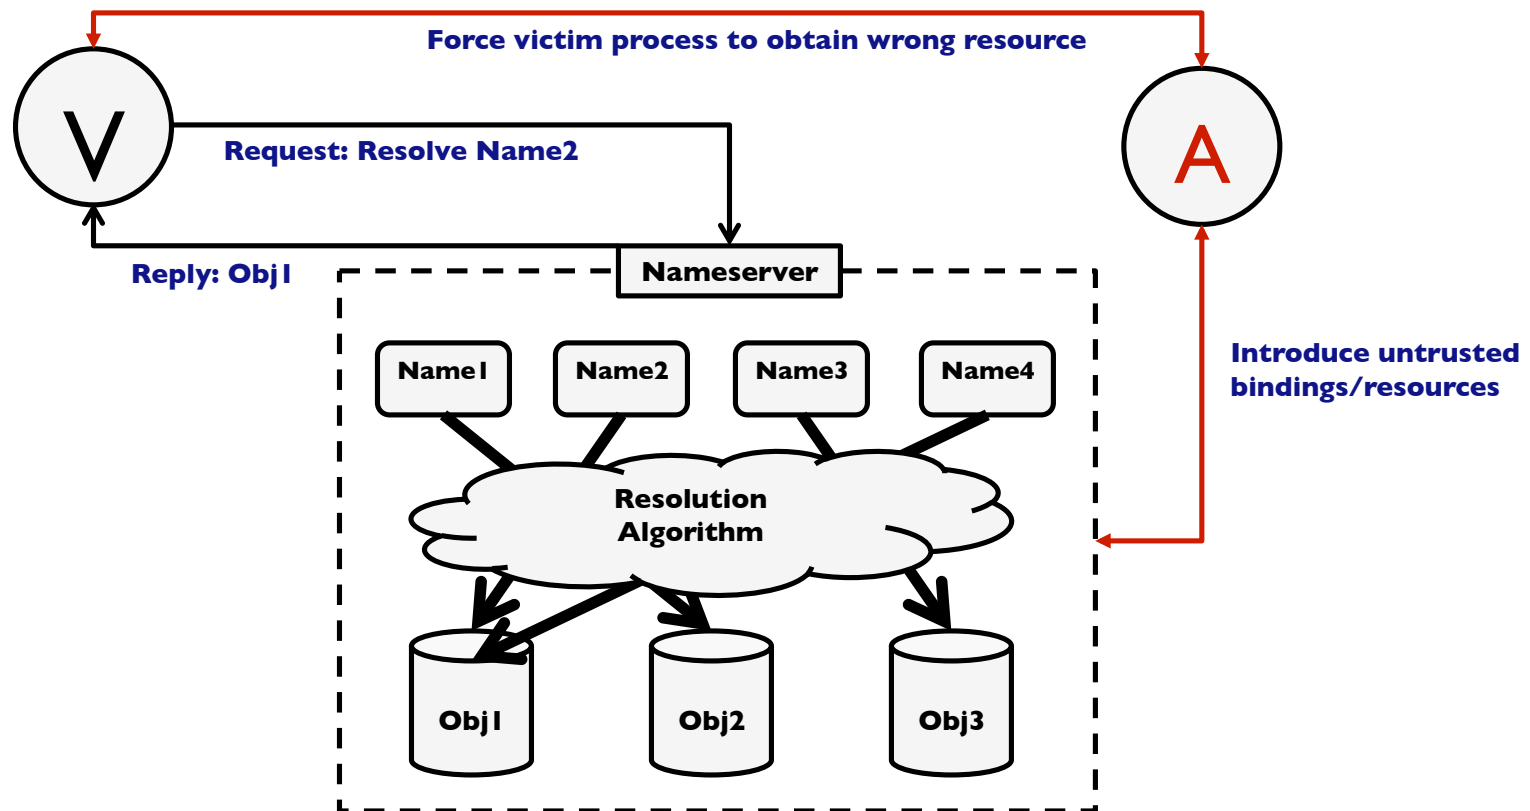 Force victim process to obtain wrong resource
V
A
Request: Resolve Name2
Reply: Obj1
Nameserver
Introduce untrusted
bindings/resources
Name1
Name2
Name3
Name4
Resolution
Algorithm
Obj1
Obj2
Obj3